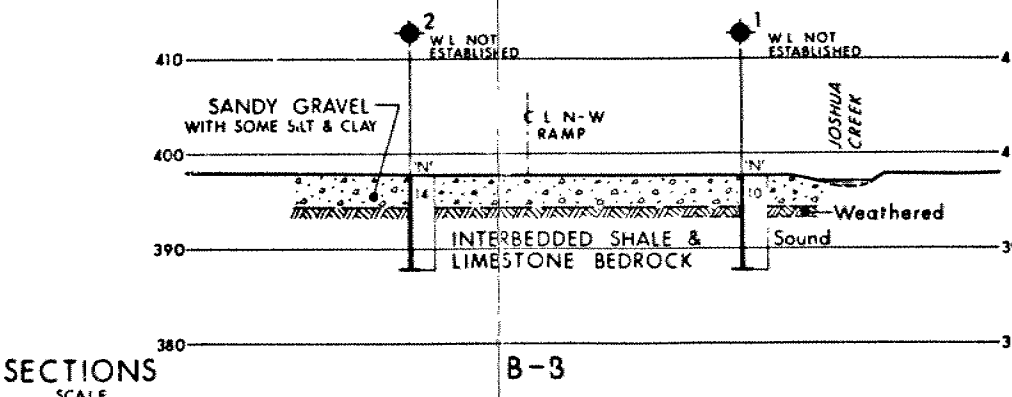 2
W L NOT
ESTABLISHED
1
W L NOT
ESTABLISHED
410
4
SANDY GRAVEL
WITH SOME SILT & CLAY
C L N-W
RAMP
JOSHUA
CREEK
400
4
'N'
'N'
14
10
Weathered
INTERBEDDED SHALE &
LIMESTONE BEDROCK
Sound
390
3
380
3
SECTIONS
SCALE
B-B